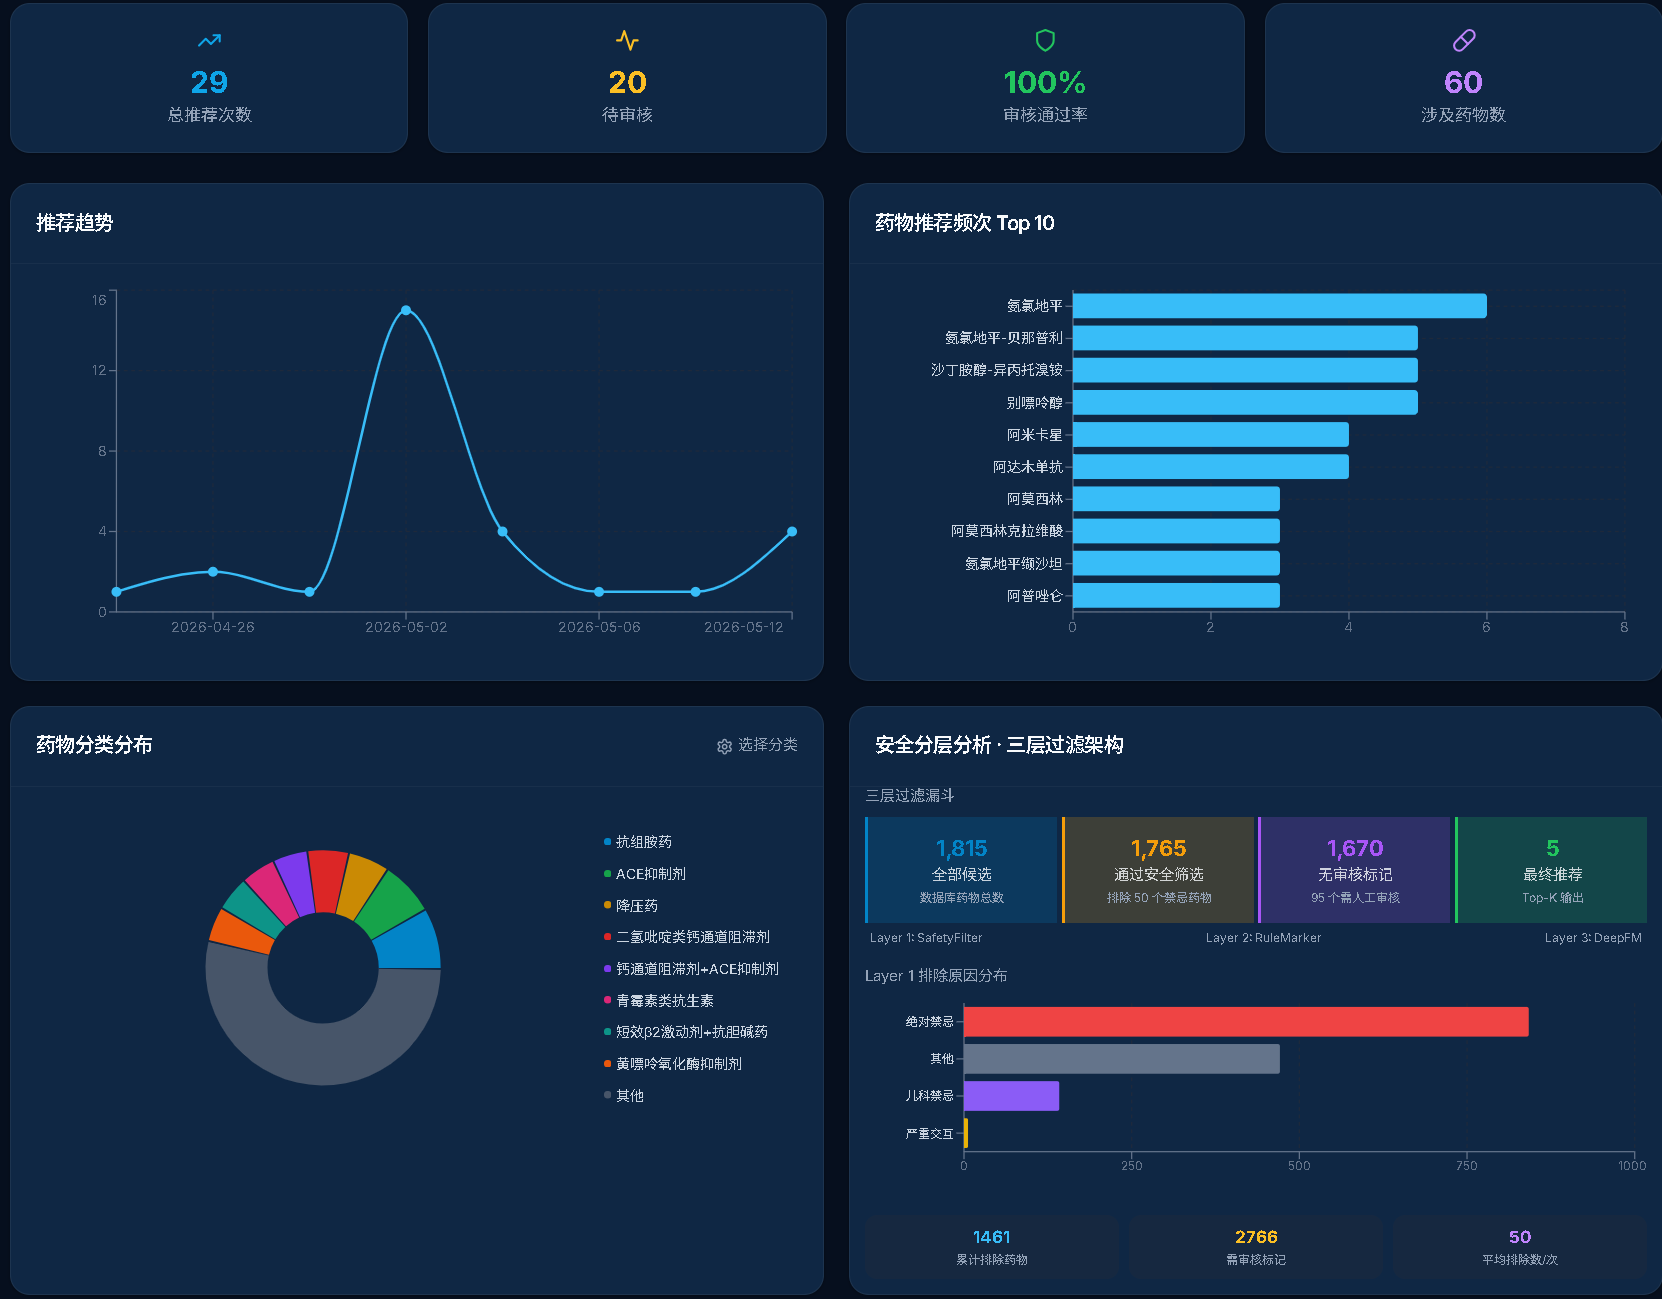 29
总推荐次数
20
待审核
100%
审核通过率
60
涉及药物数
推荐趋势
16
12
8
4
0
2026-04-26
2026-05-02
2026-05-06
2026-05-12
药物推荐频次 Top 10
氨氯地平
氨氯地平-贝那普利
沙丁胺醇-异丙托溴铵
别嘌呤醇
阿米卡星
阿达木单抗
阿莫西林
阿莫西林克拉维酸
氨氯地平缬沙坦
阿普唑仑
0
2
4
6
8
药物分类分布
选择分类
抗组胺药
ACE抑制剂
降压药
二氢吡啶类钙通道阻滞剂
钙通道阻滞剂+ACE抑制剂
青霉素类抗生素
短效β2激动剂+抗胆碱药
黄嘌呤氧化酶抑制剂
其他
安全分层分析 · 三层过滤架构
三层过滤漏斗
1,815
全部候选
数据库药物总数
1,765
通过安全筛选
排除 50 个禁忌药物
1,670
无审核标记
95 个需人工审核
5
最终推荐
Top-K 输出
Layer 1: SafetyFilter
Layer 2: RuleMarker
Layer 3: DeepFM
Layer 1 排除原因分布
绝对禁忌
其他
儿科禁忌
严重交互
0
250
500
750
1000
1461
累计排除药物
2766
需审核标记
50
平均排除数/次